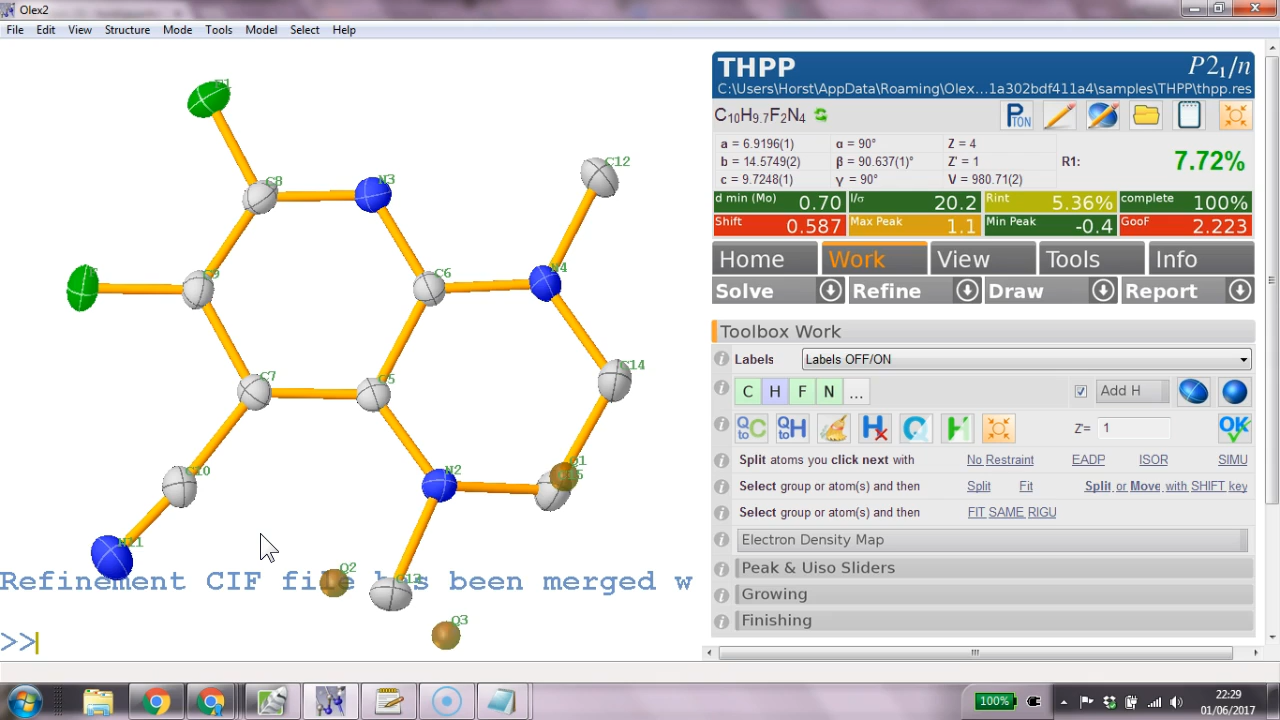 Olex2
File Edit View Structure Mode Tools Model Select Help
THPP P2₁/n
C:\Users\Horst\AppData\Roaming\Olex...1a302bdf411a4\samples\THPP\thpp.res
C₁₀H₉.₇F₂N₄
a = 6.9196(1) α = 90° Z = 4
b = 14.5749(2) β = 90.637(1)° Z' = 1 R1: 7.72%
c = 9.7248(1) γ = 90° V = 980.71(2)
d min (Mo) 0.70 I/σ 20.2 Rint 5.36% complete 100%
Shift 0.587 Max Peak 1.1 Min Peak -0.4 GooF 2.223
Home Work View Tools Info
Solve Refine Draw Report
Toolbox Work
Labels Labels OFF/ON
C H F N ... Add H
Q to C Q to H H Z'= 1 OK
Split atoms you click next with No Restraint EADP ISOR SIMU
Select group or atom(s) and then Split Fit Split or Move with SHIFT key
Select group or atom(s) and then FIT SAME RIGU
Electron Density Map
Peak & Uiso Sliders
Growing
Finishing
C12
C8 N3
C9 C6 N4
C14
C7 C5
C10 N2 Q1
N11
Q2 C13
Q3
Refinement CIF file has been merged w
>>
100% 22:29
01/06/2017